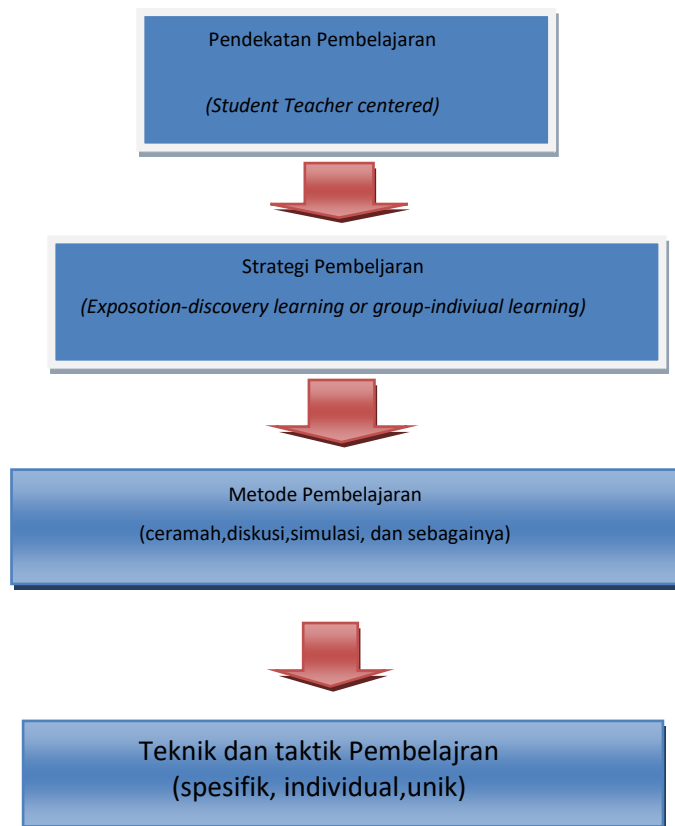 Pendekatan Pembelajaran
(Student Teacher centered)
Strategi Pembeljaran
(Exposotion-discovery learning or group-indiviual learning)
Metode Pembelajaran
(ceramah,diskusi,simulasi, dan sebagainya)
Teknik dan taktik Pembelajran
(spesifik, individual,unik)